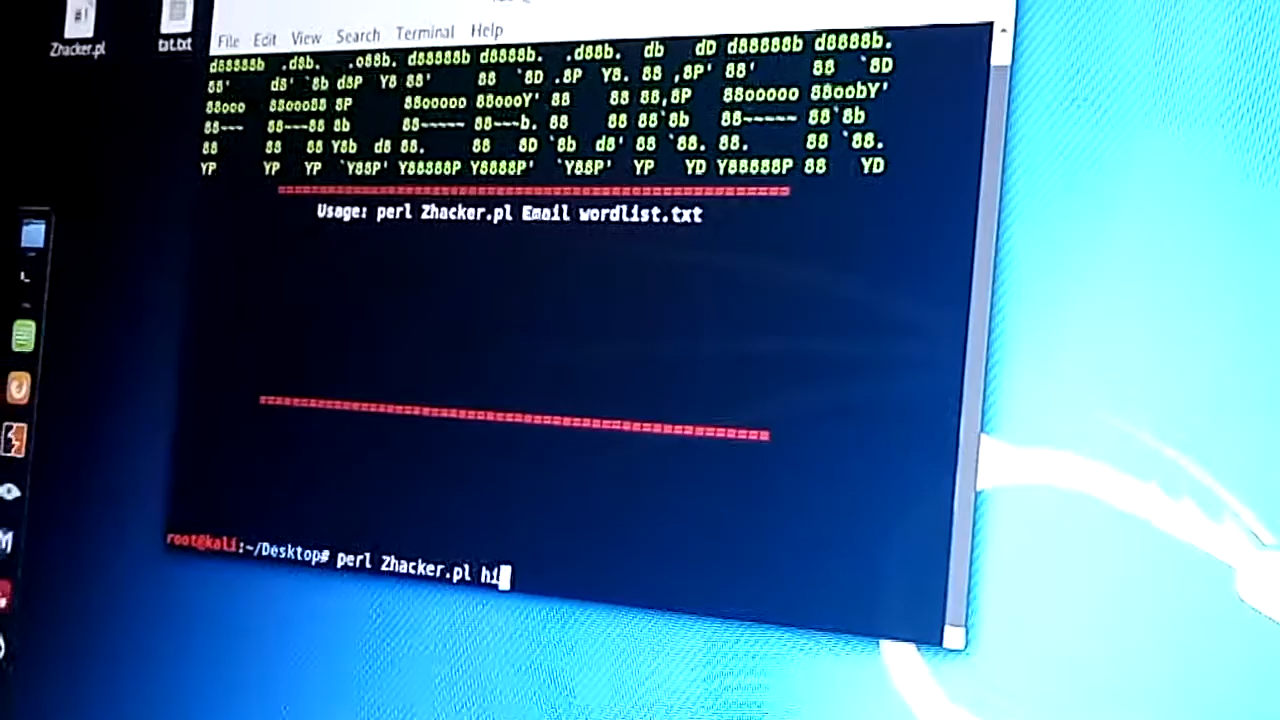 Zhacker.pl
txt.txt
File Edit View Search Terminal Help
d88888b .d8b. .o88b. d88888b d8888b. .d88b. db dD d88888b d8888b.
88' d8' `8b d8P Y8 88' 88 `8D .8P Y8. 88 ,8P' 88' 88 `8D
88ooo 88ooo88 8P 88ooooo 88oooY' 88 88 88,8P 88ooooo 88oobY'
88~~~ 88~~~88 8b 88~~~~~ 88~~~b. 88 88 88`8b 88~~~~~ 88`8b
88 88 88 Y8b d8 88. 88 8D `8b d8' 88 `88. 88. 88 `88.
YP YP YP `Y88P' Y88888P Y8888P' `Y88P' YP YD Y88888P 88 YD
Usage: perl Zhacker.pl Email wordlist.txt
root@kali:~/Desktop# perl Zhacker.pl hi